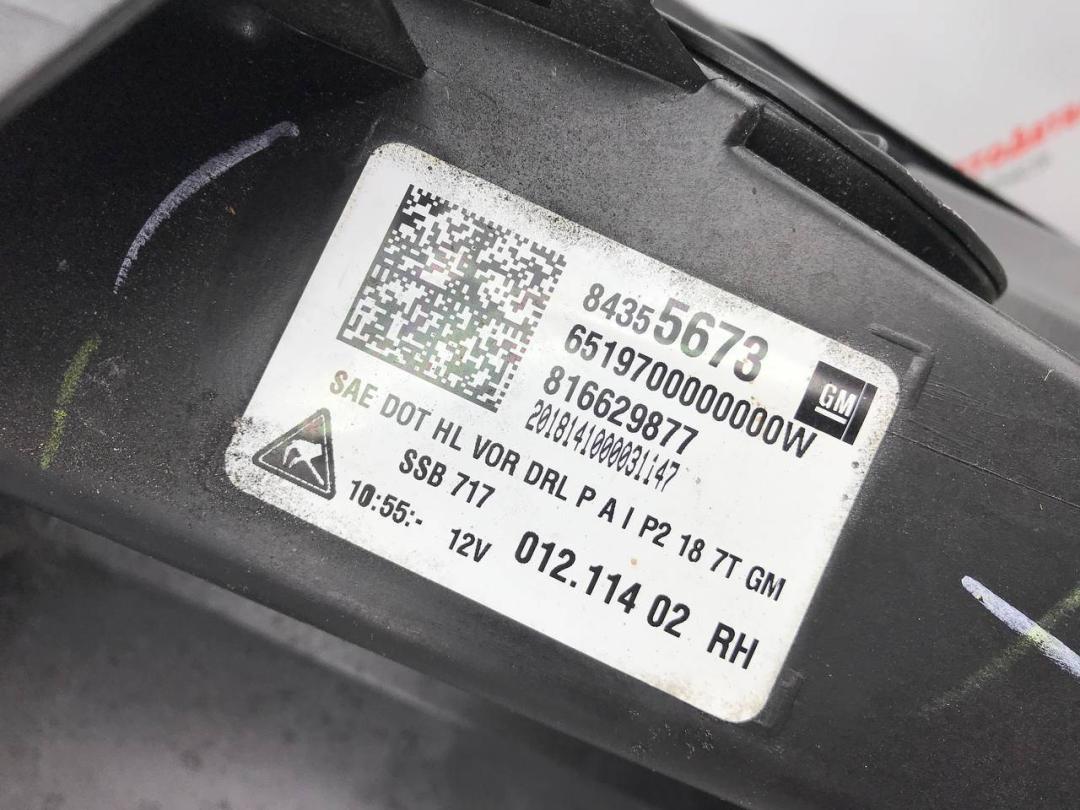 84355673
651970000000W
GM
816629877
2018141000031i47
SAE DOT HL VOR DRL P A I P2 18 7T GM
SSB 717
10:55:-
12V 012.114 02 RH